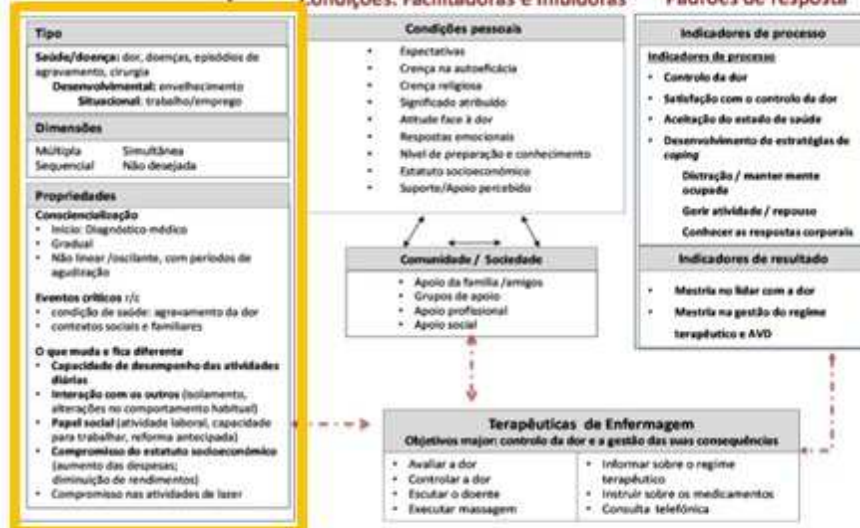 Condições: Facilitadoras e Inibidoras
Padrões de resposta
Tipo
Saúde/doença: dor, doenças, episódios de
agravamento, cirurgia
Desenvolvimental: envelhecimento
Situacional: trabalho/emprego
Dimensões
Múltipla Simultânea
Sequencial Não desejada
Propriedades
Consciencialização
• Início: Diagnóstico médico
• Gradual
• Não linear /oscilante, com períodos de
agudização
Eventos críticos r/c
• condição de saúde: agravamento da dor
• contextos sociais e familiares
O que muda e fica diferente
• Capacidade de desempenho das atividades
diárias
• Interação com os outros (isolamento,
alterações no comportamento habitual)
• Papel social (atividade laboral, capacidade
para trabalhar, reforma antecipada)
• Compromisso do estatuto socioeconómico
(aumento das despesas;
diminuição de rendimentos)
• Compromisso nas atividades de lazer
Condições pessoais
• Expectativas
• Crença na autoeficácia
• Crença religiosa
• Significado atribuído
• Atitude face à dor
• Respostas emocionais
• Nível de preparação e conhecimento
• Estatuto socioeconómico
• Suporte/Apoio percebido
Comunidade / Sociedade
• Apoio da família /amigos
• Grupos de apoio
• Apoio profissional
• Apoio social
Indicadores de processo
Indicadores de processo
• Controlo da dor
• Satisfação com o controlo da dor
• Aceitação do estado de saúde
• Desenvolvimento de estratégias de
coping
Distração / manter mente
ocupada
Gerir atividade / repouso
Conhecer as respostas corporais
Indicadores de resultado
• Mestria no lidar com a dor
• Mestria na gestão do regime
terapêutico e AVD
Terapêuticas de Enfermagem
Objetivos major: controlo da dor e a gestão das suas consequências
• Avaliar a dor
• Controlar a dor
• Escutar o doente
• Executar massagem
• Informar sobre o regime
terapêutico
• Instruir sobre os medicamentos
• Consulta telefónica